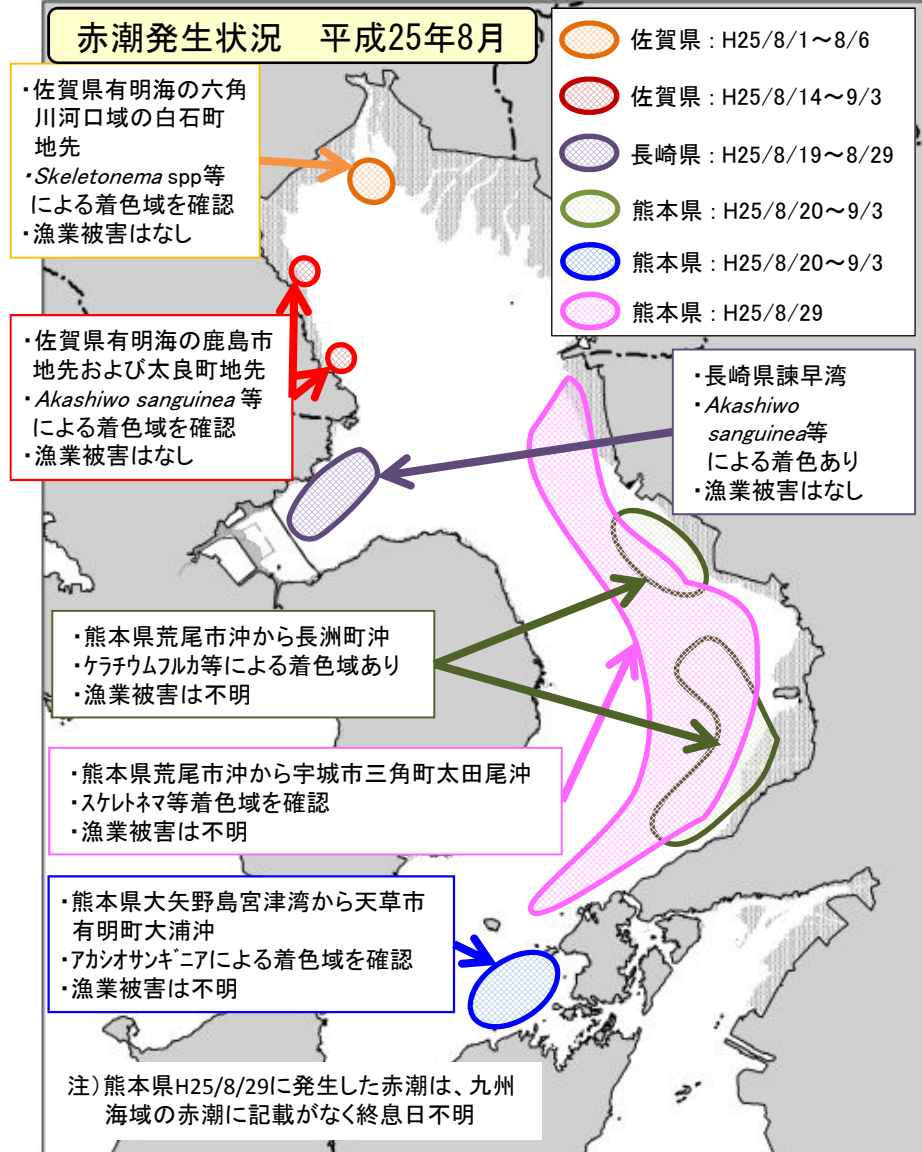 赤潮発生状況　平成25年8月
佐賀県：H25/8/1～8/6
佐賀県：H25/8/14～9/3
長崎県：H25/8/19～8/29
熊本県：H25/8/20～9/3
熊本県：H25/8/20～9/3
熊本県：H25/8/29
・佐賀県有明海の六角
川河口域の白石町
地先
・Skeletonema spp等
による着色域を確認
・漁業被害はなし
・佐賀県有明海の鹿島市
地先および太良町地先
・Akashiwo sanguinea 等
による着色域を確認
・漁業被害はなし
・長崎県諫早湾
・Akashiwo
sanguinea等
による着色あり
・漁業被害はなし
・熊本県荒尾市沖から長洲町沖
・ｹﾗﾁｳﾑﾌﾙｶ等による着色域あり
・漁業被害は不明
・熊本県荒尾市沖から宇城市三角町太田尾沖
・ｽｹﾚﾄﾈﾏ等着色域を確認
・漁業被害は不明
・熊本県大矢野島宮津湾から天草市
有明町大浦沖
・ｱｶｼｵｻﾝｷﾞﾆｱによる着色域を確認
・漁業被害は不明
注）熊本県H25/8/29に発生した赤潮は、九州
海域の赤潮に記載がなく終息日不明